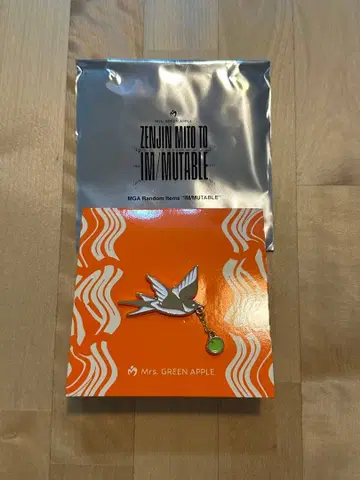 Mrs. GREEN APPLE
ZENJIN MITO TO
IM/MUTABLE
MGA Random Items "IM/MUTABLE"
Mrs. GREEN APPLE